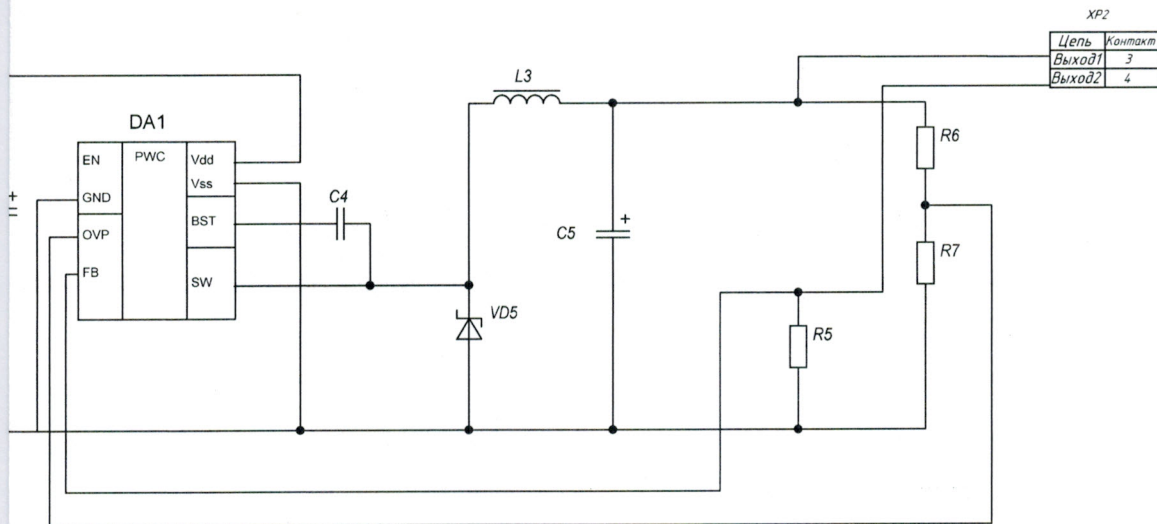 XP2
Цепь Контакт
Выход1 3
Выход2 4
L3
DA1
EN PWC Vdd
Vss
GND
BST
OVP
FB
SW
C4
+
C5
+
R6
R7
VD5
R5